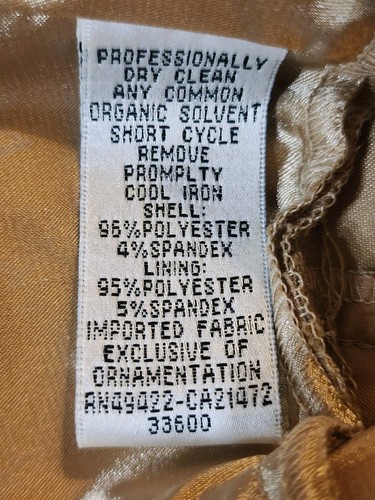 PROFESSIONALLY
DRY CLEAN
ANY COMMON
ORGANIC SOLVENT
SHORT CYCLE
REMOVE
PROMPLTY
COOL IRON
SHELL:
96%POLYESTER
4%SPANDEX
LINING:
95%POLYESTER
5%SPANDEX
IMPORTED FABRIC
EXCLUSIVE OF
ORNAMENTATION
RN49422-CA21472
33600